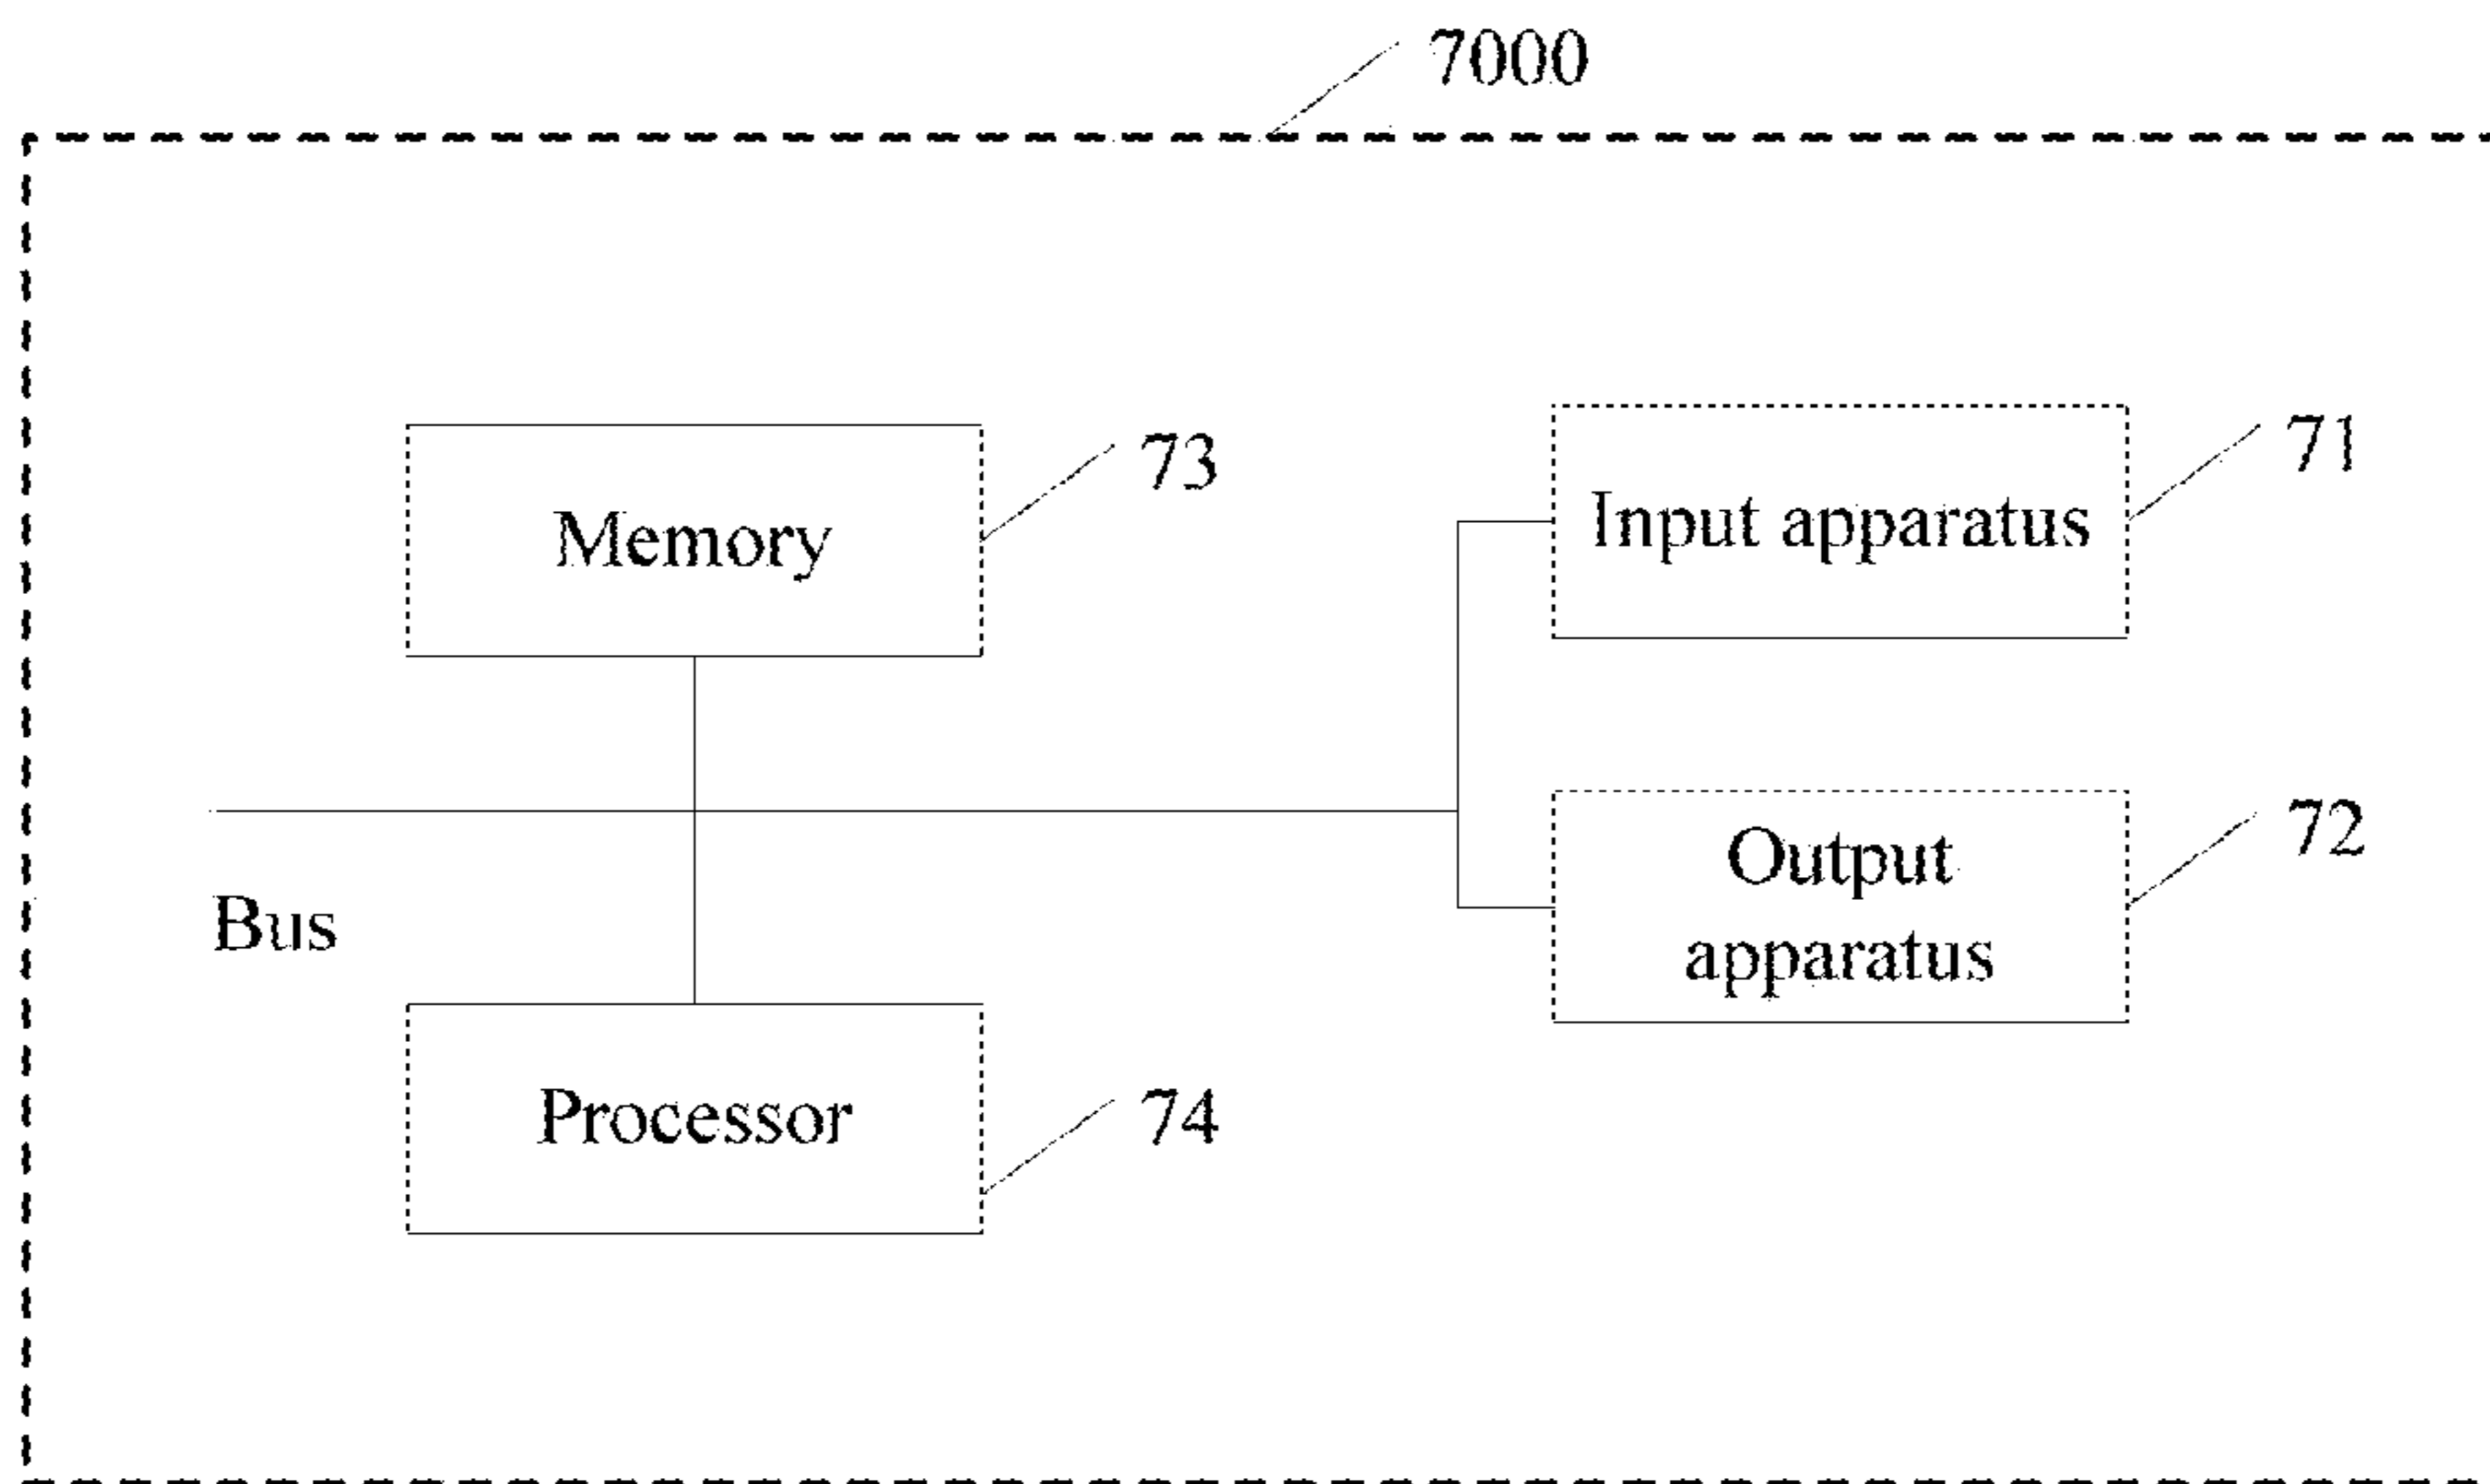 7000
73
Memory
71
Input apparatus
72
Output
apparatus
Bus
74
Processor